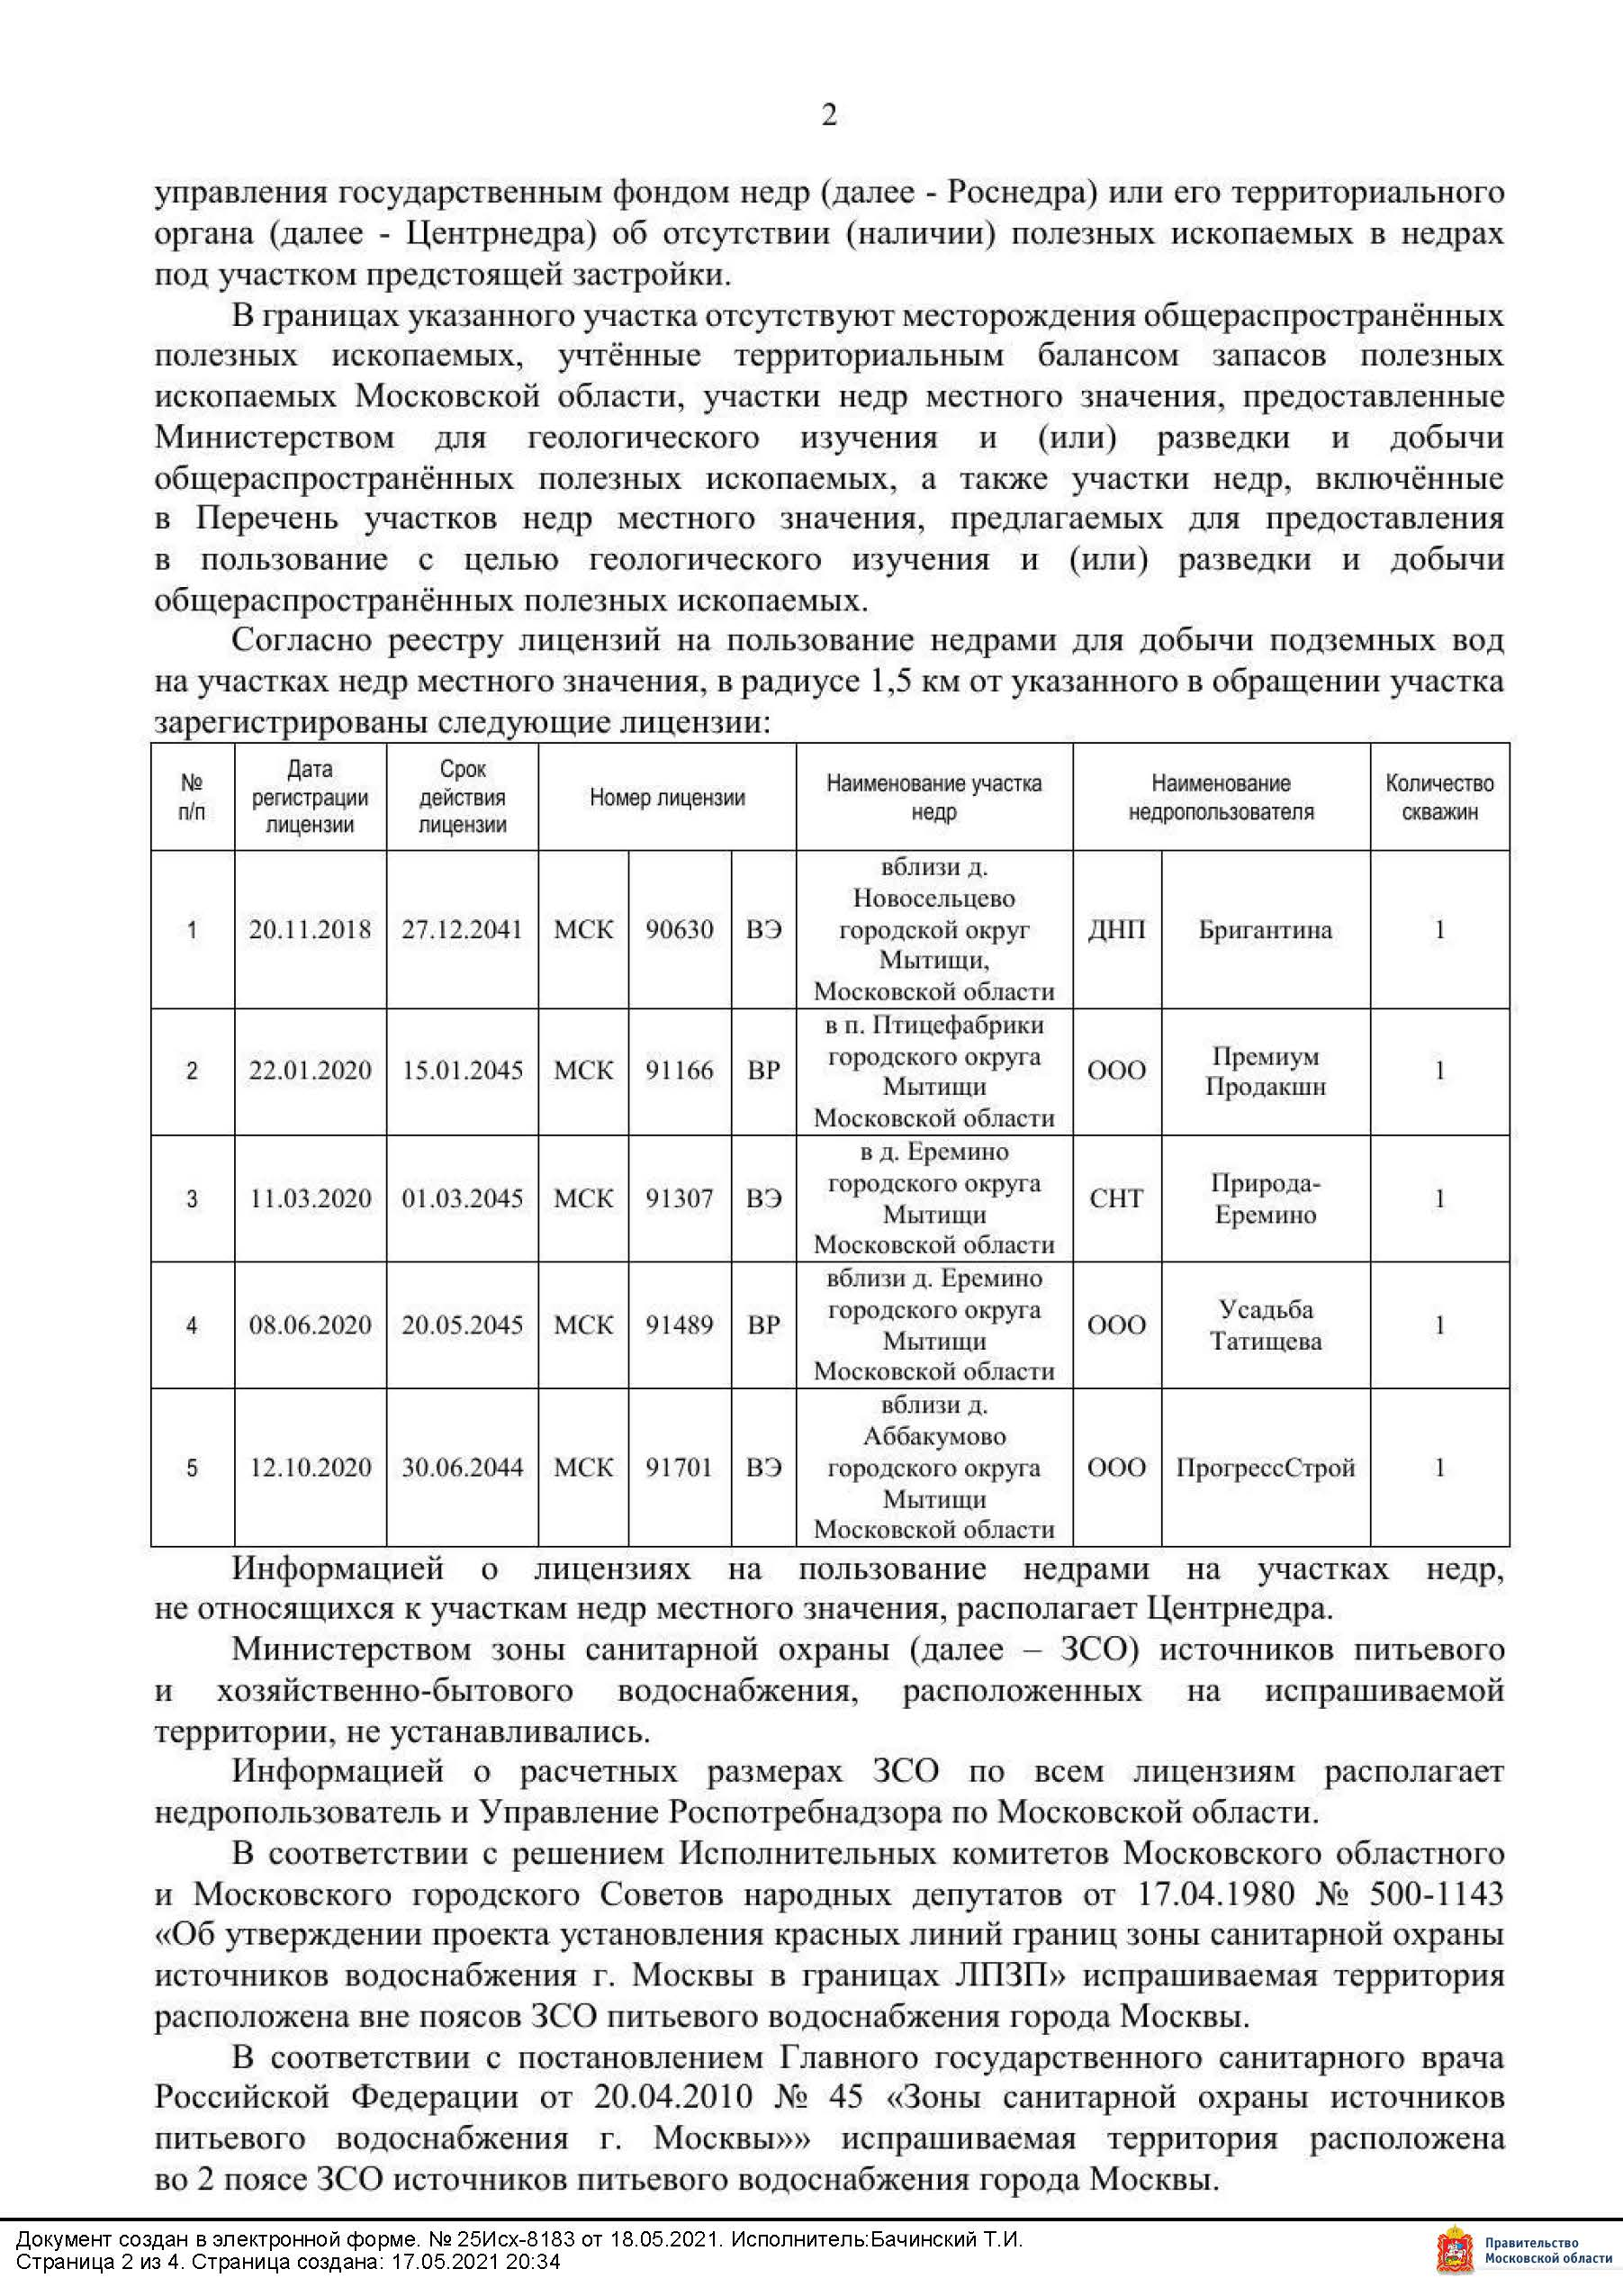 2
управления государственным фондом недр (далее - Роснедра) или его территориального
органа (далее - Центрнедра) об отсутствии (наличии) полезных ископаемых в недрах
под участком предстоящей застройки.
В границах указанного участка отсутствуют месторождения общераспространённых
полезных ископаемых, учтённые территориальным балансом запасов полезных
ископаемых Московской области, участки недр местного значения, предоставленные
Министерством для геологического изучения и (или) разведки и добычи
общераспространённых полезных ископаемых, а также участки недр, включённые
в Перечень участков недр местного значения, предлагаемых для предоставления
в пользование с целью геологического изучения и (или) разведки и добычи
общераспространённых полезных ископаемых.
Согласно реестру лицензий на пользование недрами для добычи подземных вод
на участках недр местного значения, в радиусе 1,5 км от указанного в обращении участка
зарегистрированы следующие лицензии:
№ п/п
Дата регистрации лицензии
Срок действия лицензии
Номер лицензии
Наименование участка недр
Наименование недропользователя
Количество скважин
1 20.11.2018 27.12.2041 МСК 90630 ВЭ
вблизи д.
Новосельцево
городской округ
Мытищи,
Московской области
ДНП Бригантина 1
2 22.01.2020 15.01.2045 МСК 91166 ВР
в п. Птицефабрики
городского округа
Мытищи
Московской области
ООО Премиум Продакшн 1
3 11.03.2020 01.03.2045 МСК 91307 ВЭ
в д. Еремино
городского округа
Мытищи
Московской области
СНТ Природа-Еремино 1
4 08.06.2020 20.05.2045 МСК 91489 ВР
вблизи д. Еремино
городского округа
Мытищи
Московской области
ООО Усадьба Татищева 1
5 12.10.2020 30.06.2044 МСК 91701 ВЭ
вблизи д.
Аббакумово
городского округа
Мытищи
Московской области
ООО ПрогрессСтрой 1
Информацией о лицензиях на пользование недрами на участках недр,
не относящихся к участкам недр местного значения, располагает Центрнедра.
Министерством зоны санитарной охраны (далее – ЗСО) источников питьевого
и хозяйственно-бытового водоснабжения, расположенных на испрашиваемой
территории, не устанавливались.
Информацией о расчетных размерах ЗСО по всем лицензиям располагает
недропользователь и Управление Роспотребнадзора по Московской области.
В соответствии с решением Исполнительных комитетов Московского областного
и Московского городского Советов народных депутатов от 17.04.1980 № 500-1143
«Об утверждении проекта установления красных линий границ зоны санитарной охраны
источников водоснабжения г. Москвы в границах ЛПЗП» испрашиваемая территория
расположена вне поясов ЗСО питьевого водоснабжения города Москвы.
В соответствии с постановлением Главного государственного санитарного врача
Российской Федерации от 20.04.2010 № 45 «Зоны санитарной охраны источников
питьевого водоснабжения г. Москвы»» испрашиваемая территория расположена
во 2 поясе ЗСО источников питьевого водоснабжения города Москвы.
Документ создан в электронной форме. № 25Исх-8183 от 18.05.2021. Исполнитель:Бачинский Т.И.
Страница 2 из 4. Страница создана: 17.05.2021 20:34
Правительство
Московской области